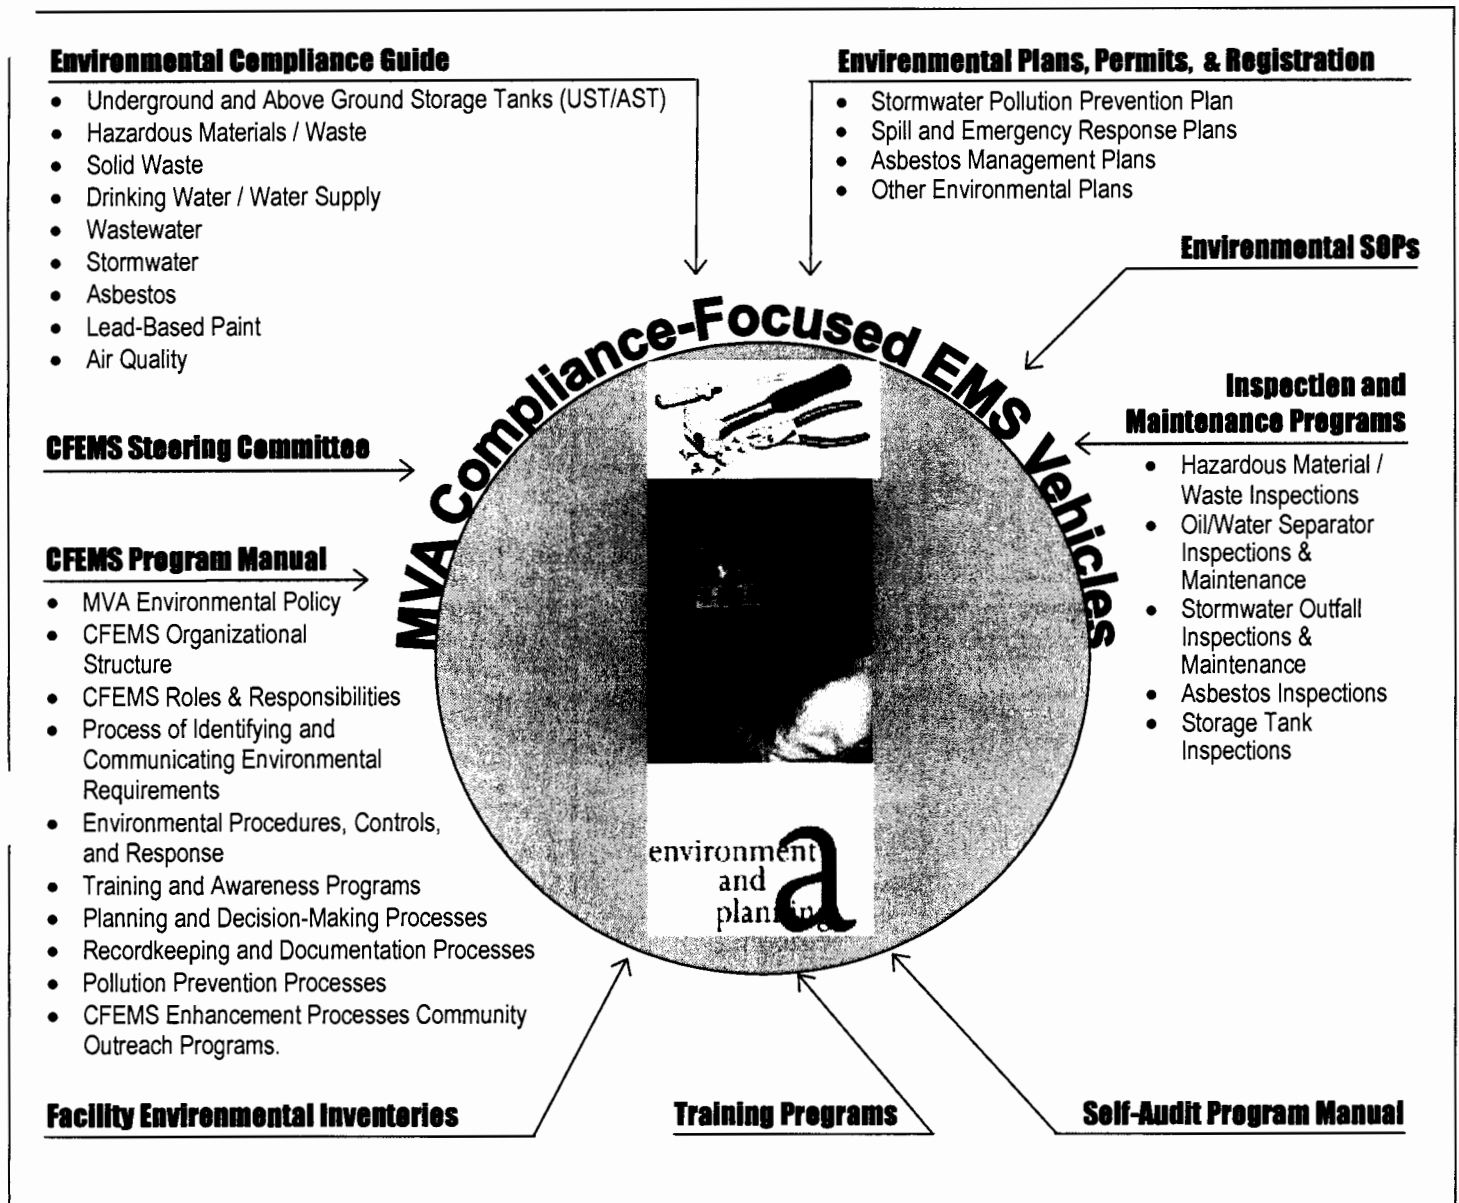 Environmental Compliance Guide
• Underground and Above Ground Storage Tanks (UST/AST)
• Hazardous Materials / Waste
• Solid Waste
• Drinking Water / Water Supply
• Wastewater
• Stormwater
• Asbestos
• Lead-Based Paint
• Air Quality
Environmental Plans, Permits, & Registration
• Stormwater Pollution Prevention Plan
• Spill and Emergency Response Plans
• Asbestos Management Plans
• Other Environmental Plans
Environmental SOPs
Inspection and
Maintenance Programs
• Hazardous Material /
Waste Inspections
• Oil/Water Separator
Inspections &
Maintenance
• Stormwater Outfall
Inspections &
Maintenance
• Asbestos Inspections
• Storage Tank
Inspections
MVA Compliance-Focused EMS Vehicles
CFEMS Steering Committee
CFEMS Program Manual
• MVA Environmental Policy
• CFEMS Organizational
Structure
• CFEMS Roles & Responsibilities
• Process of Identifying and
Communicating Environmental
Requirements
• Environmental Procedures, Controls,
and Response
• Training and Awareness Programs
• Planning and Decision-Making Processes
• Recordkeeping and Documentation Processes
• Pollution Prevention Processes
• CFEMS Enhancement Processes Community
Outreach Programs.
environment
and
planning
a
Facility Environmental Inventories
Training Programs
Self-Audit Program Manual